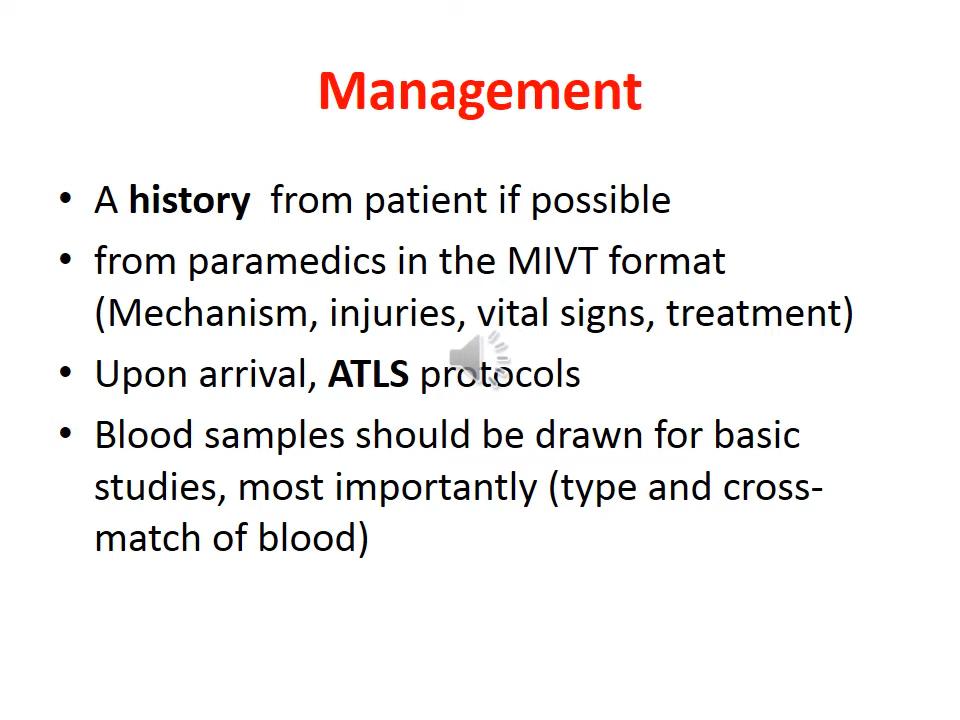 Management
• A history from patient if possible
• from paramedics in the MIVT format
(Mechanism, injuries, vital signs, treatment)
• Upon arrival, ATLS protocols
• Blood samples should be drawn for basic
studies, most importantly (type and cross-
match of blood)